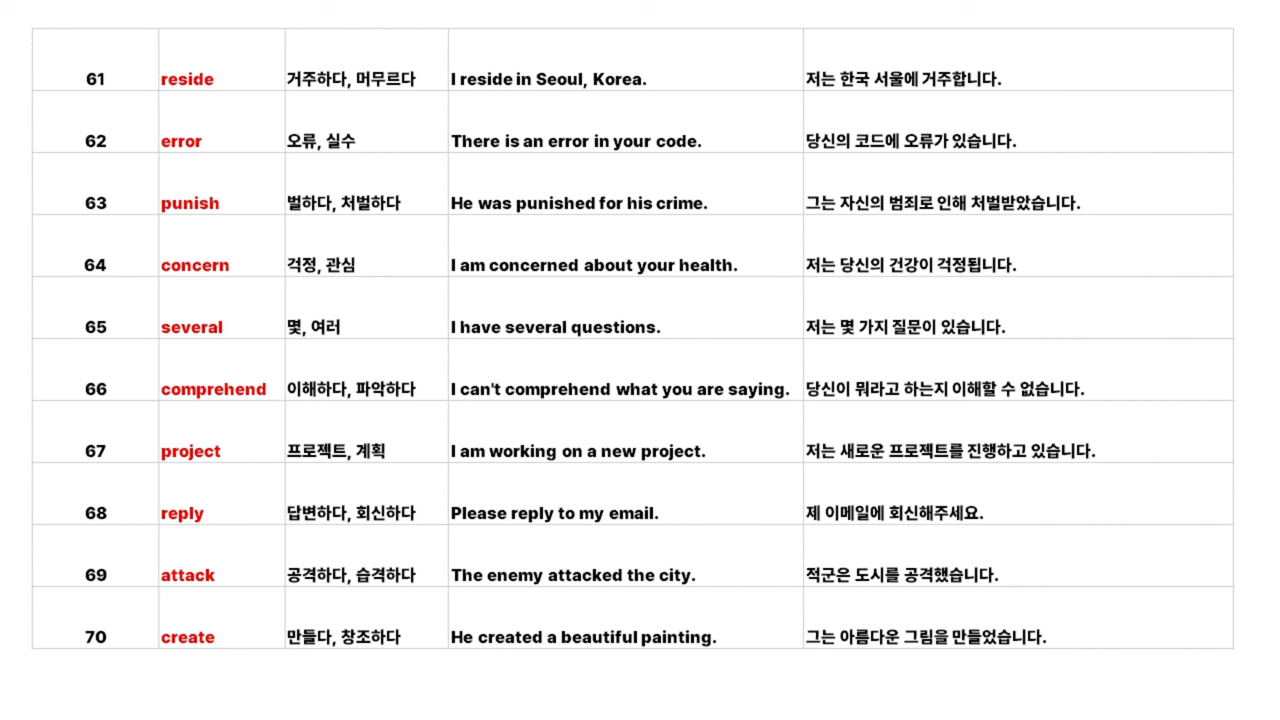 61 reside 거주하다, 머무르다 I reside in Seoul, Korea. 저는 한국 서울에 거주합니다.
62 error 오류, 실수 There is an error in your code. 당신의 코드에 오류가 있습니다.
63 punish 벌하다, 처벌하다 He was punished for his crime. 그는 자신의 범죄로 인해 처벌받았습니다.
64 concern 걱정, 관심 I am concerned about your health. 저는 당신의 건강이 걱정됩니다.
65 several 몇, 여러 I have several questions. 저는 몇 가지 질문이 있습니다.
66 comprehend 이해하다, 파악하다 I can't comprehend what you are saying. 당신이 뭐라고 하는지 이해할 수 없습니다.
67 project 프로젝트, 계획 I am working on a new project. 저는 새로운 프로젝트를 진행하고 있습니다.
68 reply 답변하다, 회신하다 Please reply to my email. 제 이메일에 회신해주세요.
69 attack 공격하다, 습격하다 The enemy attacked the city. 적군은 도시를 공격했습니다.
70 create 만들다, 창조하다 He created a beautiful painting. 그는 아름다운 그림을 만들었습니다.